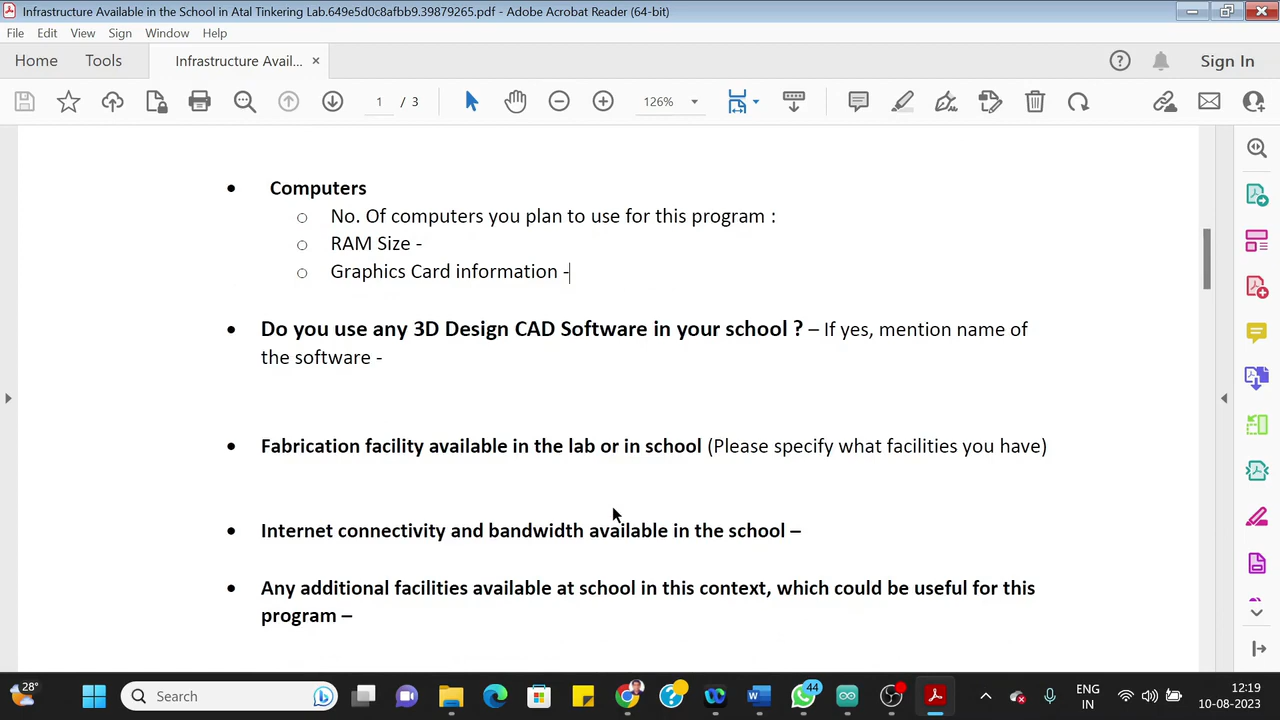 Infrastructure Available in the School in Atal Tinkering Lab.649e5d0c8afbb9.39879265.pdf - Adobe Acrobat Reader (64-bit)
File Edit View Sign Window Help
Home Tools Infrastructure Avail... × Sign In
1 / 3 126%
• Computers
○ No. Of computers you plan to use for this program :
○ RAM Size -
○ Graphics Card information -
• Do you use any 3D Design CAD Software in your school ? – If yes, mention name of
the software -
• Fabrication facility available in the lab or in school (Please specify what facilities you have)
• Internet connectivity and bandwidth available in the school –
• Any additional facilities available at school in this context, which could be useful for this
program –
28° Search 44 ENG 12:19
IN 10-08-2023